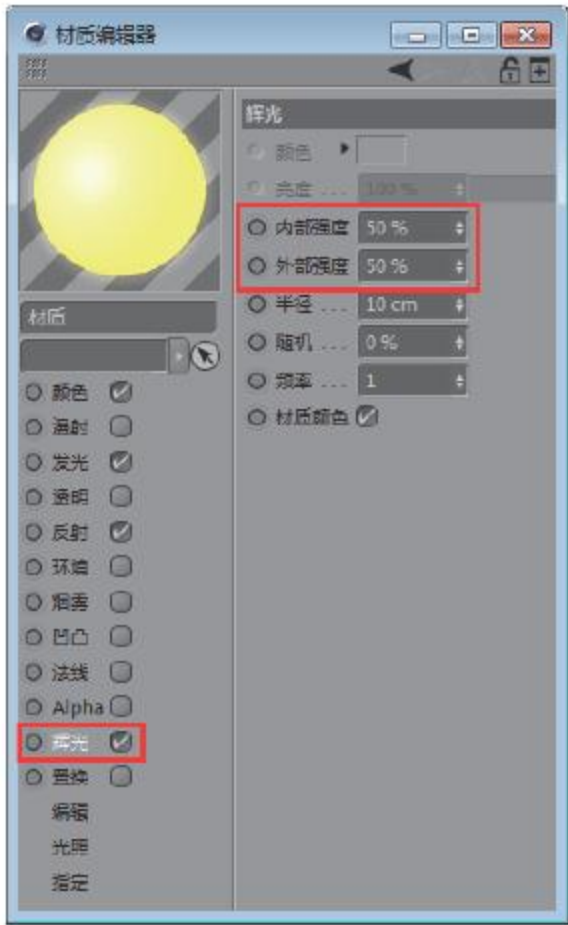 材质编辑器
辉光
颜色
亮度 . . . 100 %
内部强度 50 %
外部强度 50 %
半径 . . . . 10 cm
随机 . . . . 0 %
频率 . . . . 1
材质颜色
材质
颜色
漫射
发光
透明
反射
环境
烟雾
凹凸
法线
Alpha
辉光
置换
编辑
光照
指定